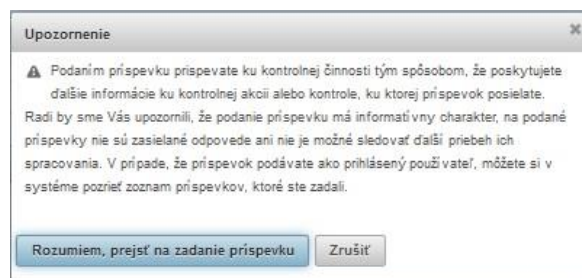 Upozornenie
Podaním príspevku prispevate ku kontrolnej činnosti tým spôsobom, že poskytujete
ďalšie informácie ku kontrolnej akcii alebo kontrole, ku ktorej príspevok posielate.
Radi by sme Vás upozornili, že podanie príspevku má informatívny charakter, na podané
príspevky nie sú zasielané odpovede ani nie je možné sledovať ďalší priebeh ich
spracovania. V prípade, že príspevok podávate ako prihlásený používateľ, môžete si v
systéme pozrieť zoznam príspevkov, ktoré ste zadali.
Rozumiem, prejsť na zadanie príspevku Zrušiť